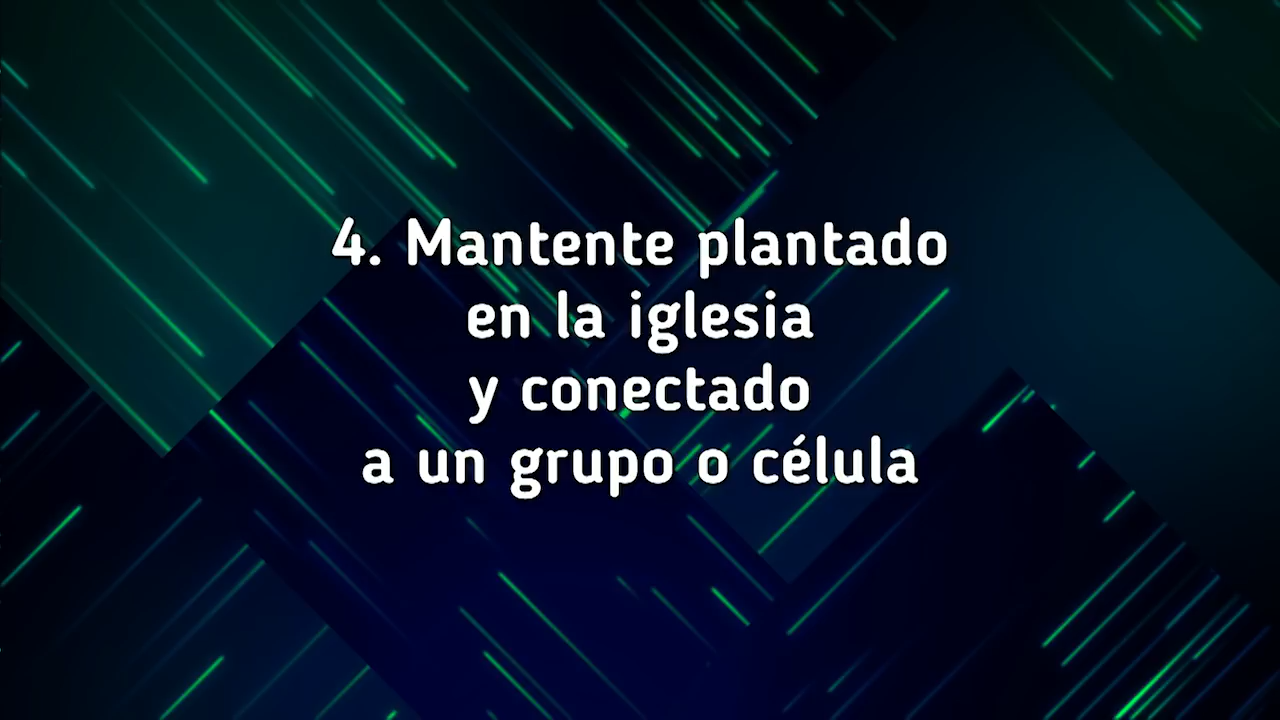 4. Mantente plantado
en la iglesia
y conectado
a un grupo o célula